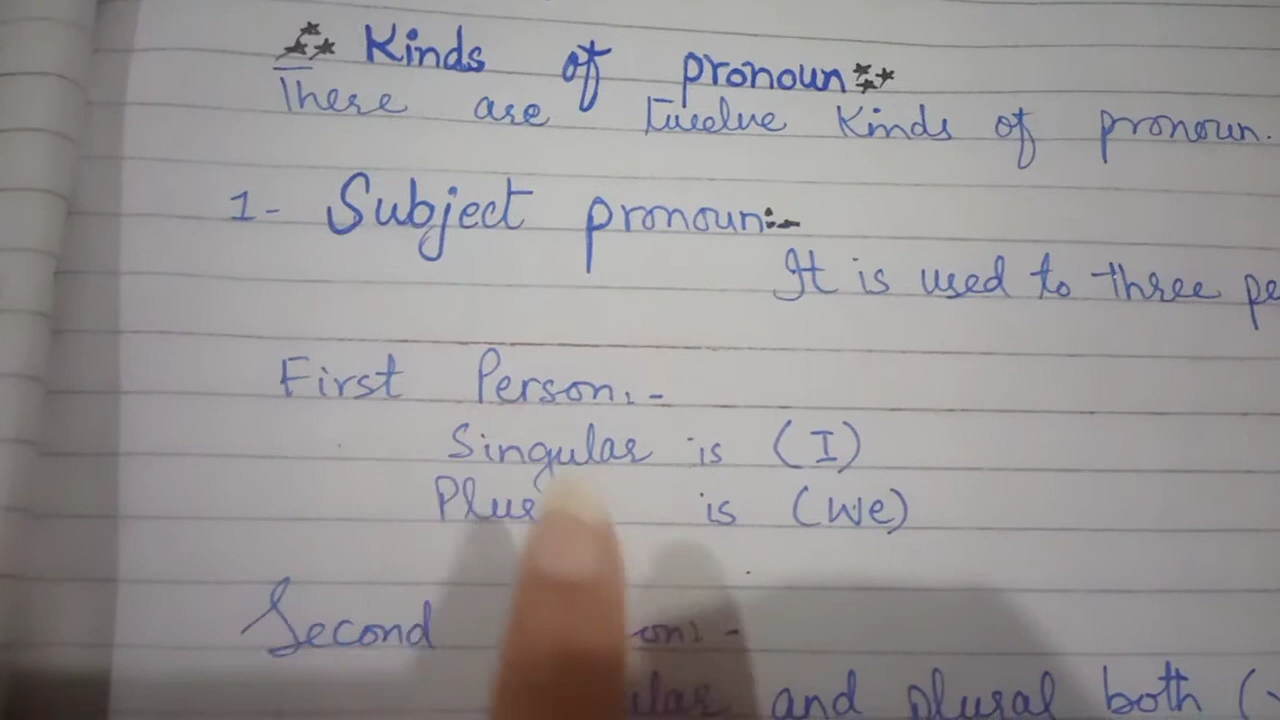 Kinds of pronoun
There are twelve kinds of pronoun.
1- Subject pronoun:-
It is used to three
First Person:-
Singular is (I)
is (We)
Second
and plural both (